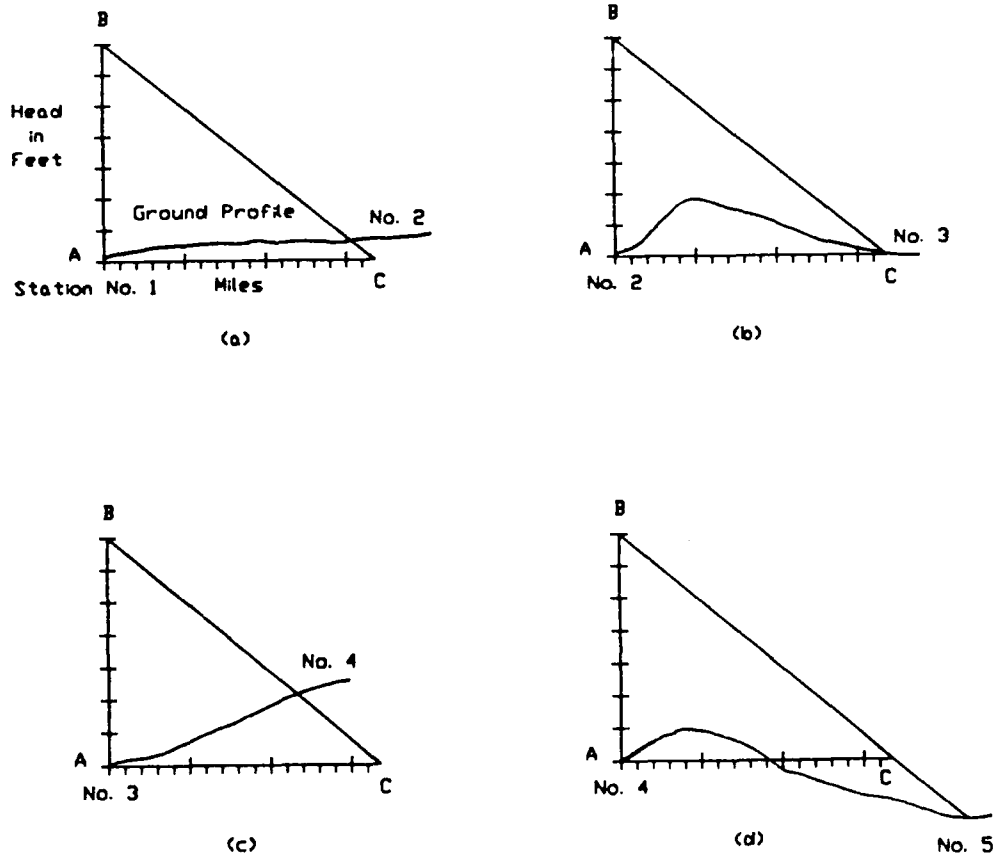 B
Head
in
Feet
Ground Profile
No. 2
A
C
Station No. 1
Miles
(a)
B
A
No. 3
No. 2
C
(b)
B
No. 4
A
C
No. 3
(c)
B
A
C
No. 4
No. 5
(d)